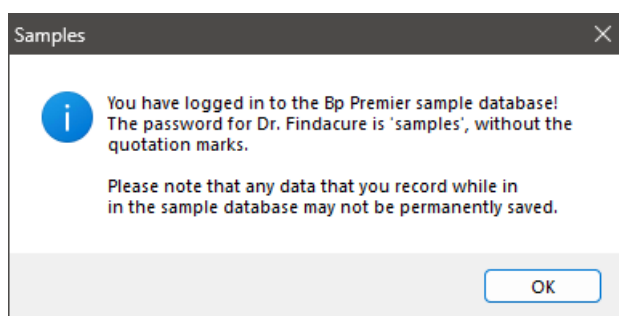 Samples
You have logged in to the Bp Premier sample database!
The password for Dr. Findacure is 'samples', without the
quotation marks.
Please note that any data that you record while in
in the sample database may not be permanently saved.
OK